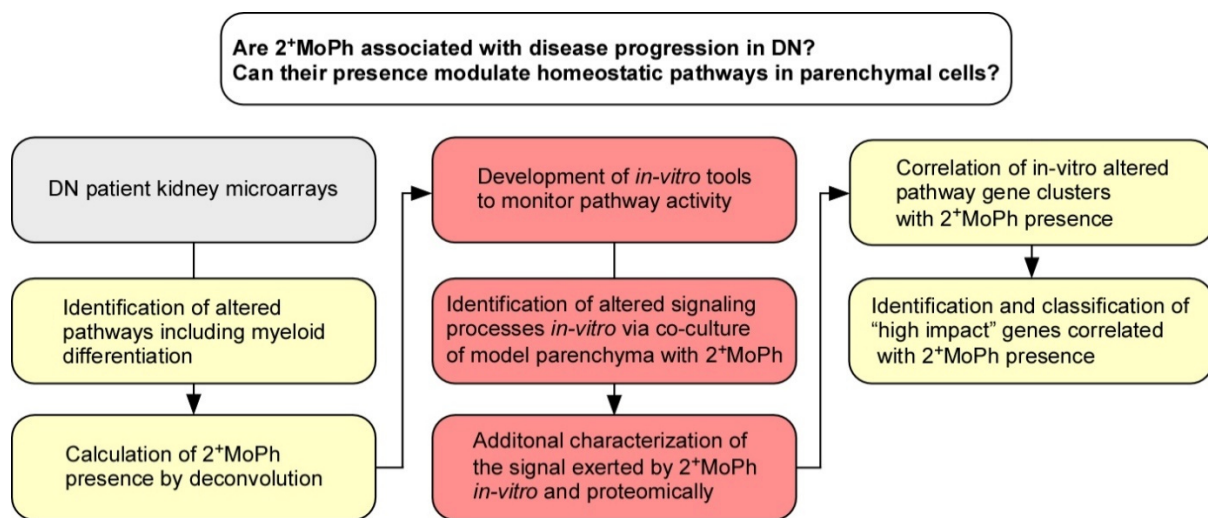 Are 2⁺MoPh associated with disease progression in DN?
Can their presence modulate homeostatic pathways in parenchymal cells?
DN patient kidney microarrays
Identification of altered
pathways including myeloid
differentiation
Calculation of 2⁺MoPh
presence by deconvolution
Development of in-vitro tools
to monitor pathway activity
Identification of altered signaling
processes in-vitro via co-culture
of model parenchyma with 2⁺MoPh
Additonal characterization of
the signal exerted by 2⁺MoPh
in-vitro and proteomically
Correlation of in-vitro altered
pathway gene clusters
with 2⁺MoPh presence
Identification and classification of
“high impact” genes correlated
with 2⁺MoPh presence